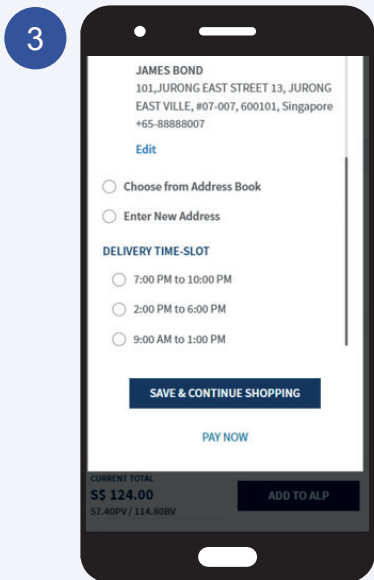 3
JAMES BOND
101,JURONG EAST STREET 13, JURONG
EAST VILLE, #07-007, 600101, Singapore
+65-88888007
Edit
Choose from Address Book
Enter New Address
DELIVERY TIME-SLOT
7:00 PM to 10:00 PM
2:00 PM to 6:00 PM
9:00 AM to 1:00 PM
SAVE & CONTINUE SHOPPING
PAY NOW
CURRENT TOTAL
S$ 124.00
ADD TO ALP
57.40PV / 114.80BV